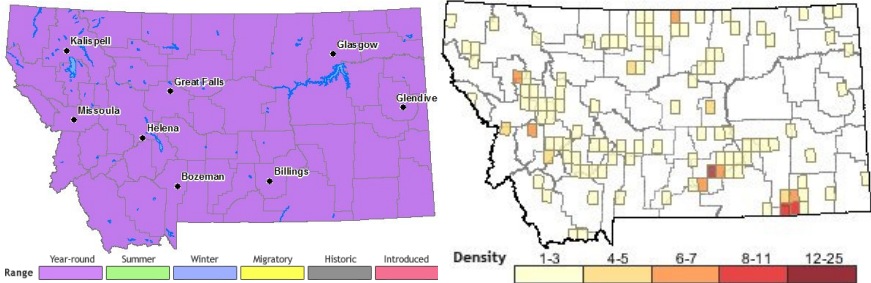 Kalispell
Glasgow
Great Falls
Glendive
Missoula
Helena
Bozeman
Billings
Range Year-round Summer Winter Migratory Historic Introduced
Density 1-3 4-5 6-7 8-11 12-25